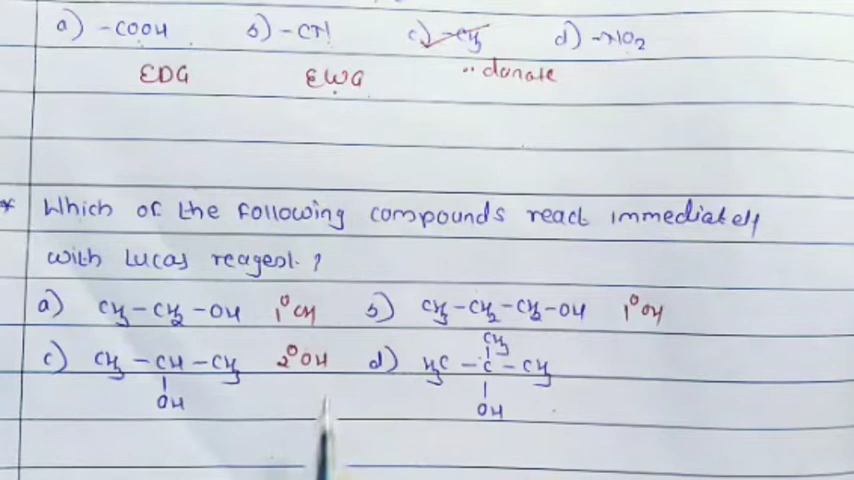 a) -COOH b) -CN c) -CH3 d) -NO2
EDG EWG donate
* Which of the following compounds react immediately
with Lucas reagest. ?
a) CH3-CH2-OH 1° OH b) CH3-CH2-CH2-OH 1° OH
CH3
c) CH3-CH-CH3 2° OH d) H3C-C-CH3
OH OH